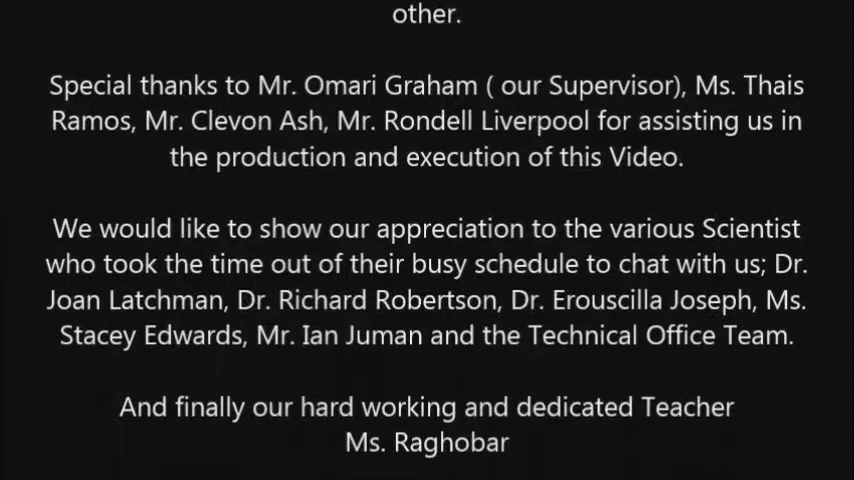 other.
Special thanks to Mr. Omari Graham ( our Supervisor), Ms. Thais
Ramos, Mr. Clevon Ash, Mr. Rondell Liverpool for assisting us in
the production and execution of this Video.
We would like to show our appreciation to the various Scientist
who took the time out of their busy schedule to chat with us; Dr.
Joan Latchman, Dr. Richard Robertson, Dr. Erouscilla Joseph, Ms.
Stacey Edwards, Mr. Ian Juman and the Technical Office Team.
And finally our hard working and dedicated Teacher
Ms. Raghobar